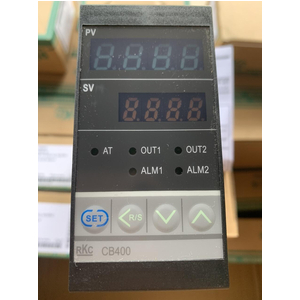 PV
8.8.8.8
SV
8.8.8.8
AT OUT1 OUT2
ALM1 ALM2
SET <R/S
RKC CB400